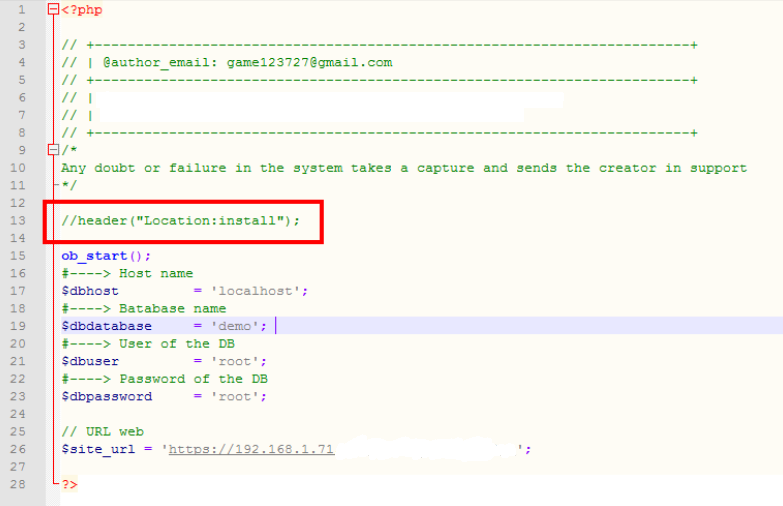 1 <?php
2
3 // +------------------------------------------------------------------------+
4 // | @author_email: game123727@gmail.com
5 // +------------------------------------------------------------------------+
6 // |
7 // |
8 // +------------------------------------------------------------------------+
9 /*
10 Any doubt or failure in the system takes a capture and sends the creator in support
11 */
12
13 //header("Location:install");
14
15 ob_start();
16 #----> Host name
17 $dbhost         = 'localhost';
18 #----> Batabase name
19 $dbdatabase     = 'demo';
20 #----> User of the DB
21 $dbuser         = 'root';
22 #----> Password of the DB
23 $dbpassword     = 'root';
24
25 // URL web
26 $site_url = 'https://192.168.1.71 ';
27
28 ?>